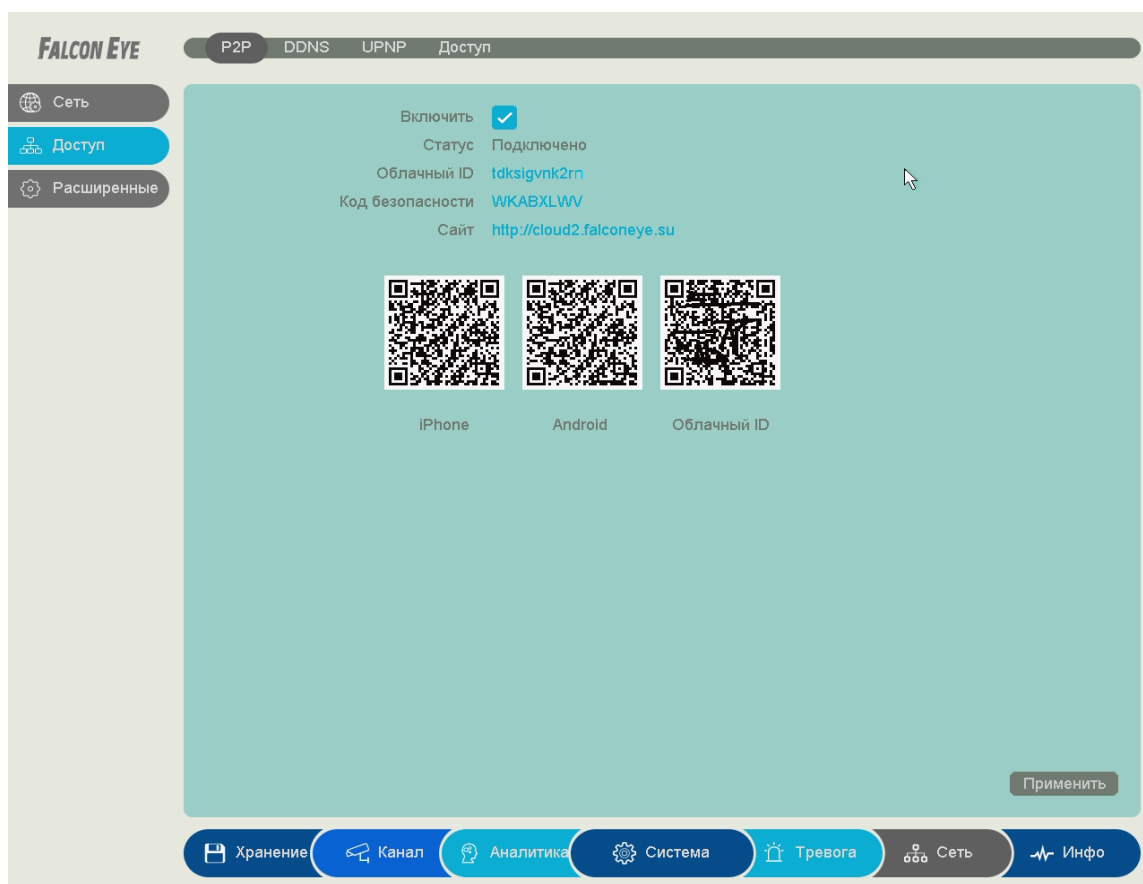 FALCON EYE
P2P DDNS UPNP Доступ
Сеть
Доступ
Расширенные
Включить
Статус Подключено
Облачный ID tdksigvnk2rn
Код безопасности WKABXLWV
Сайт http://cloud2.falconeye.su
iPhone Android Облачный ID
Применить
Хранение Канал Аналитика Система Тревога Сеть Инфо